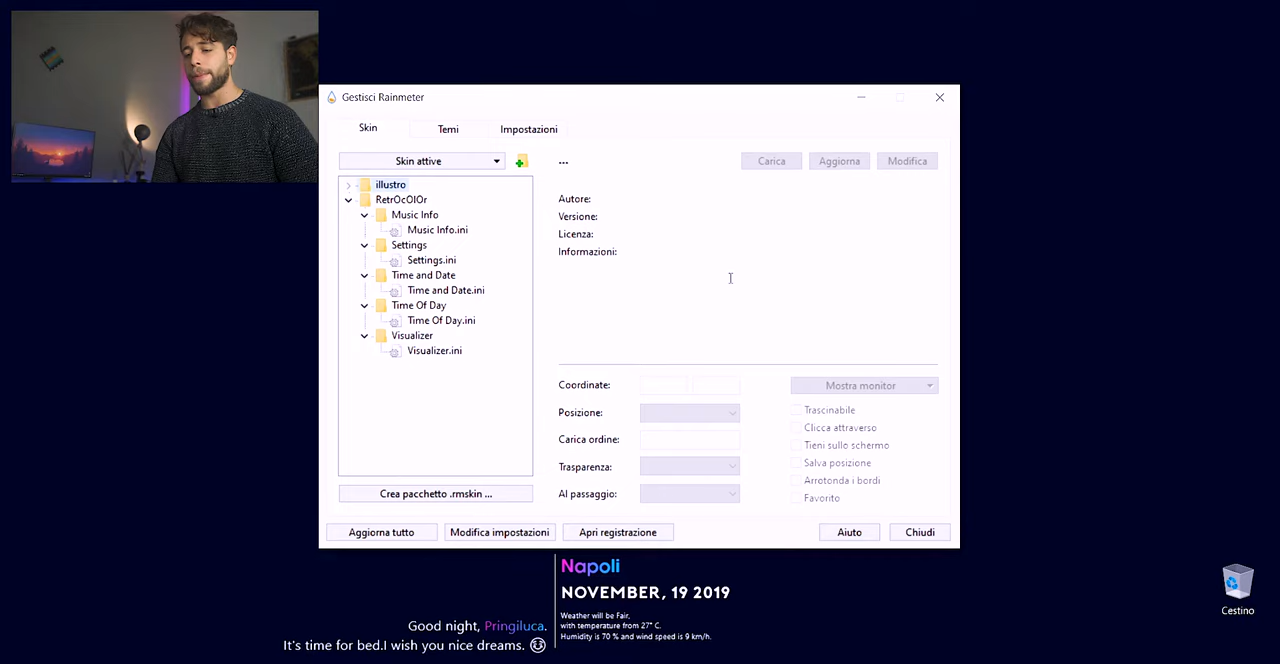 Gestisci Rainmeter
Skin
Temi
Impostazioni
Skin attive
...
Carica
Aggiorna
Modifica
illustro
RetrOcOlOr
Music Info
Music Info.ini
Settings
Settings.ini
Time and Date
Time and Date.ini
Time Of Day
Time Of Day.ini
Visualizer
Visualizer.ini
Autore:
Versione:
Licenza:
Informazioni:
Coordinate:
Mostra monitor
Posizione:
Carica ordine:
Trasparenza:
Al passaggio:
Trascinabile
Clicca attraverso
Tieni sullo schermo
Salva posizione
Arrotonda i bordi
Favorito
Crea pacchetto .rmskin ...
Aggiorna tutto
Modifica impostazioni
Apri registrazione
Aiuto
Chiudi
Napoli
NOVEMBER, 19 2019
Weather will be Fair,
with temperature from 27° C.
Humidity is 70 % and wind speed is 9 km/h.
Good night, Pringiluca.
It's time for bed.I wish you nice dreams.
Cestino